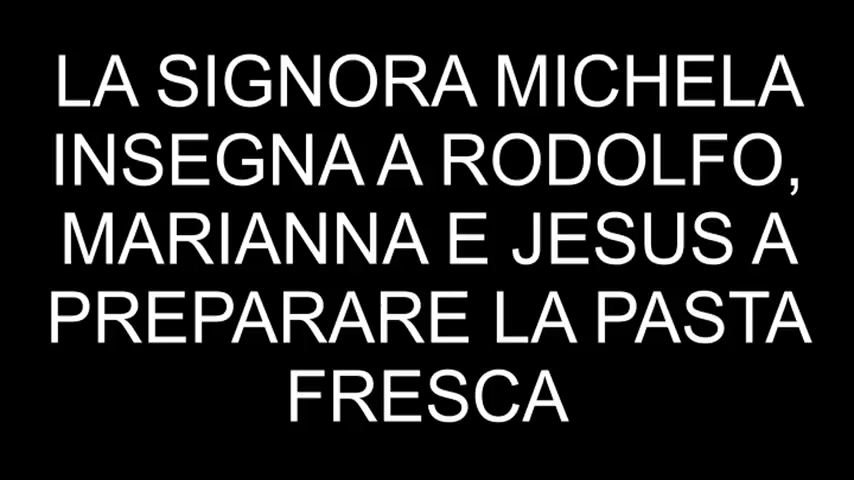 LA SIGNORA MICHELA
INSEGNA A RODOLFO,
MARIANNA E JESUS A
PREPARARE LA PASTA
FRESCA